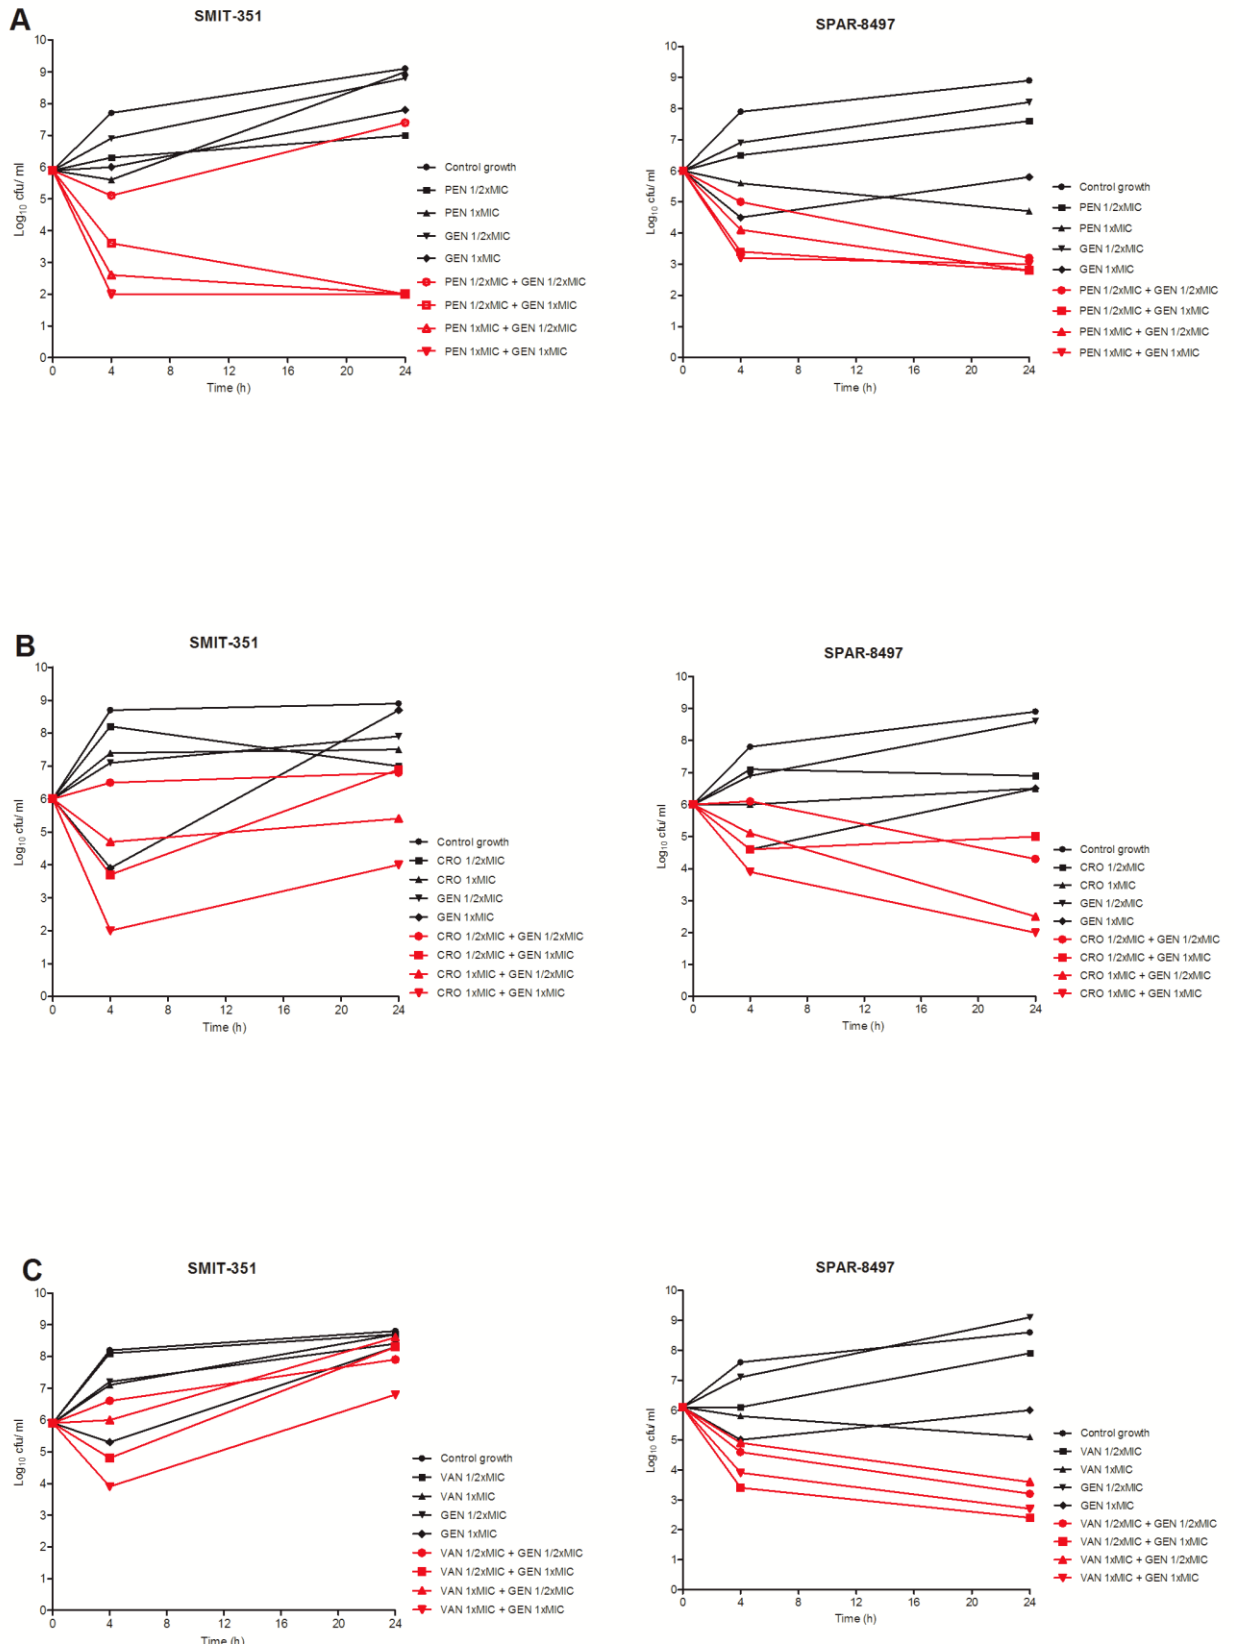 A
SMIT-351
SPAR-8497
10
9
8
7
6
5
4
3
2
1
0
Log10 cfu/ ml
0 4 8 12 16 20 24
Time (h)
Control growth
PEN 1/2xMIC
PEN 1xMIC
GEN 1/2xMIC
GEN 1xMIC
PEN 1/2xMIC + GEN 1/2xMIC
PEN 1/2xMIC + GEN 1xMIC
PEN 1xMIC + GEN 1/2xMIC
PEN 1xMIC + GEN 1xMIC
10
9
8
7
6
5
4
3
2
1
0
Log10 cfu/ ml
0 4 8 12 16 20 24
Time (h)
Control growth
PEN 1/2xMIC
PEN 1xMIC
GEN 1/2xMIC
GEN 1xMIC
PEN 1/2xMIC + GEN 1/2xMIC
PEN 1/2xMIC + GEN 1xMIC
PEN 1xMIC + GEN 1/2xMIC
PEN 1xMIC + GEN 1xMIC
B
SMIT-351
SPAR-8497
10
9
8
7
6
5
4
3
2
1
0
Log10 cfu/ ml
0 4 8 12 16 20 24
Time (h)
Control growth
CRO 1/2xMIC
CRO 1xMIC
GEN 1/2xMIC
GEN 1xMIC
CRO 1/2xMIC + GEN 1/2xMIC
CRO 1/2xMIC + GEN 1xMIC
CRO 1xMIC + GEN 1/2xMIC
CRO 1xMIC + GEN 1xMIC
10
9
8
7
6
5
4
3
2
1
0
Log10 cfu/ ml
0 4 8 12 16 20 24
Time (h)
Control growth
CRO 1/2xMIC
CRO 1xMIC
GEN 1/2xMIC
GEN 1xMIC
CRO 1/2xMIC + GEN 1/2xMIC
CRO 1/2xMIC + GEN 1xMIC
CRO 1xMIC + GEN 1/2xMIC
CRO 1xMIC + GEN 1xMIC
C
SMIT-351
SPAR-8497
10
9
8
7
6
5
4
3
2
1
0
Log10 cfu/ ml
0 4 8 12 16 20 24
Time (h)
Control growth
VAN 1/2xMIC
VAN 1xMIC
GEN 1/2xMIC
GEN 1xMIC
VAN 1/2xMIC + GEN 1/2xMIC
VAN 1/2xMIC + GEN 1xMIC
VAN 1xMIC + GEN 1/2xMIC
VAN 1xMIC + GEN 1xMIC
10
9
8
7
6
5
4
3
2
1
0
Log10 cfu/ ml
0 4 8 12 16 20 24
Time (h)
Control growth
VAN 1/2xMIC
VAN 1xMIC
GEN 1/2xMIC
GEN 1xMIC
VAN 1/2xMIC + GEN 1/2xMIC
VAN 1/2xMIC + GEN 1xMIC
VAN 1xMIC + GEN 1/2xMIC
VAN 1xMIC + GEN 1xMIC